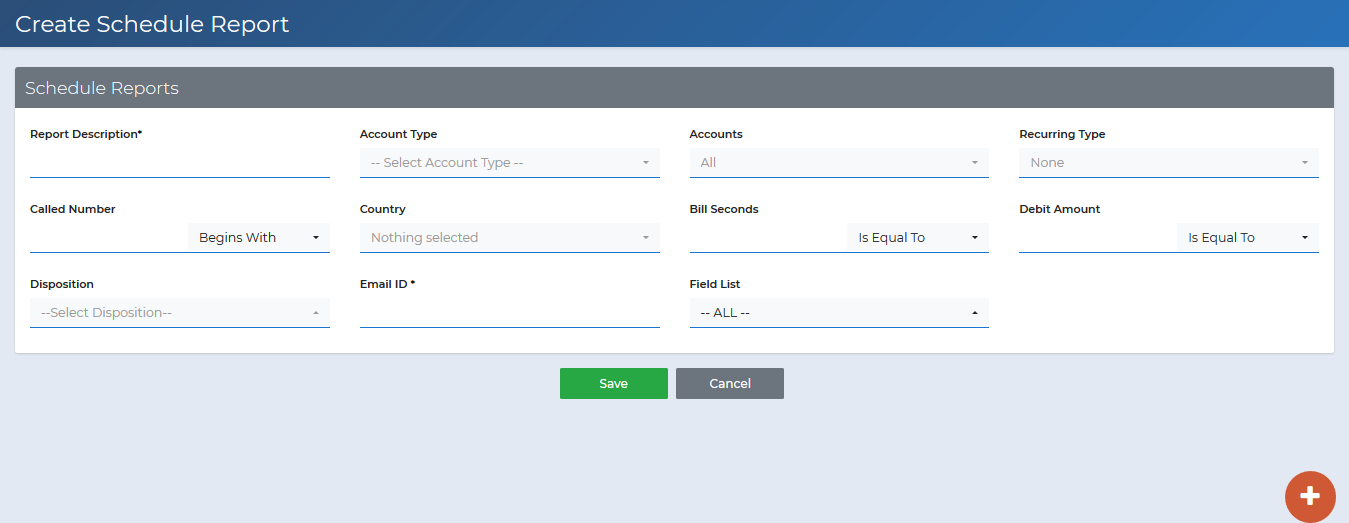 Create Schedule Report
Schedule Reports
Report Description* Account Type Accounts Recurring Type
-- Select Account Type -- All None
Called Number Country Bill Seconds Debit Amount
Begins With Nothing selected Is Equal To Is Equal To
Disposition Email ID * Field List
--Select Disposition-- -- ALL --
Save Cancel